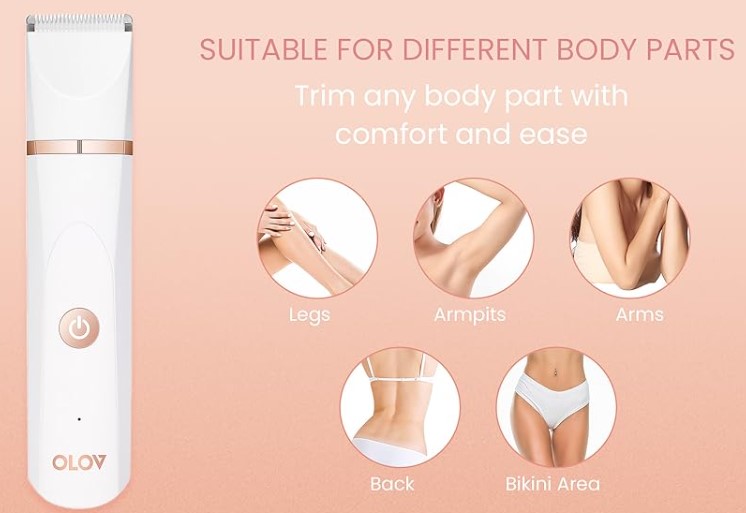 SUITABLE FOR DIFFERENT BODY PARTS
Trim any body part with
comfort and ease
Legs
Armpits
Arms
Back
Bikini Area
OLOV